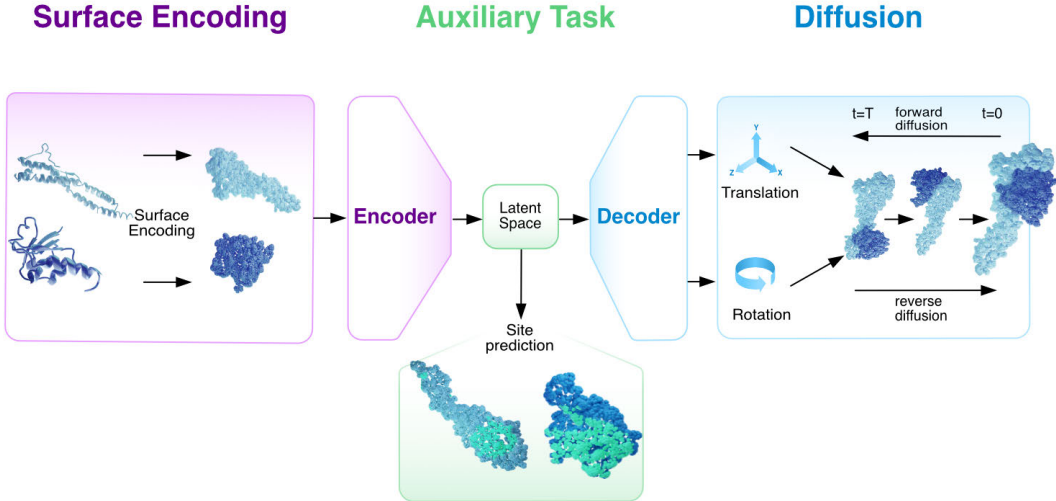 Surface Encoding
Auxiliary Task
Diffusion
Surface
Encoding
Encoder
Latent
Space
Decoder
Site
prediction
Y
Z
X
Translation
Rotation
t=T
forward
diffusion
t=0
reverse
diffusion